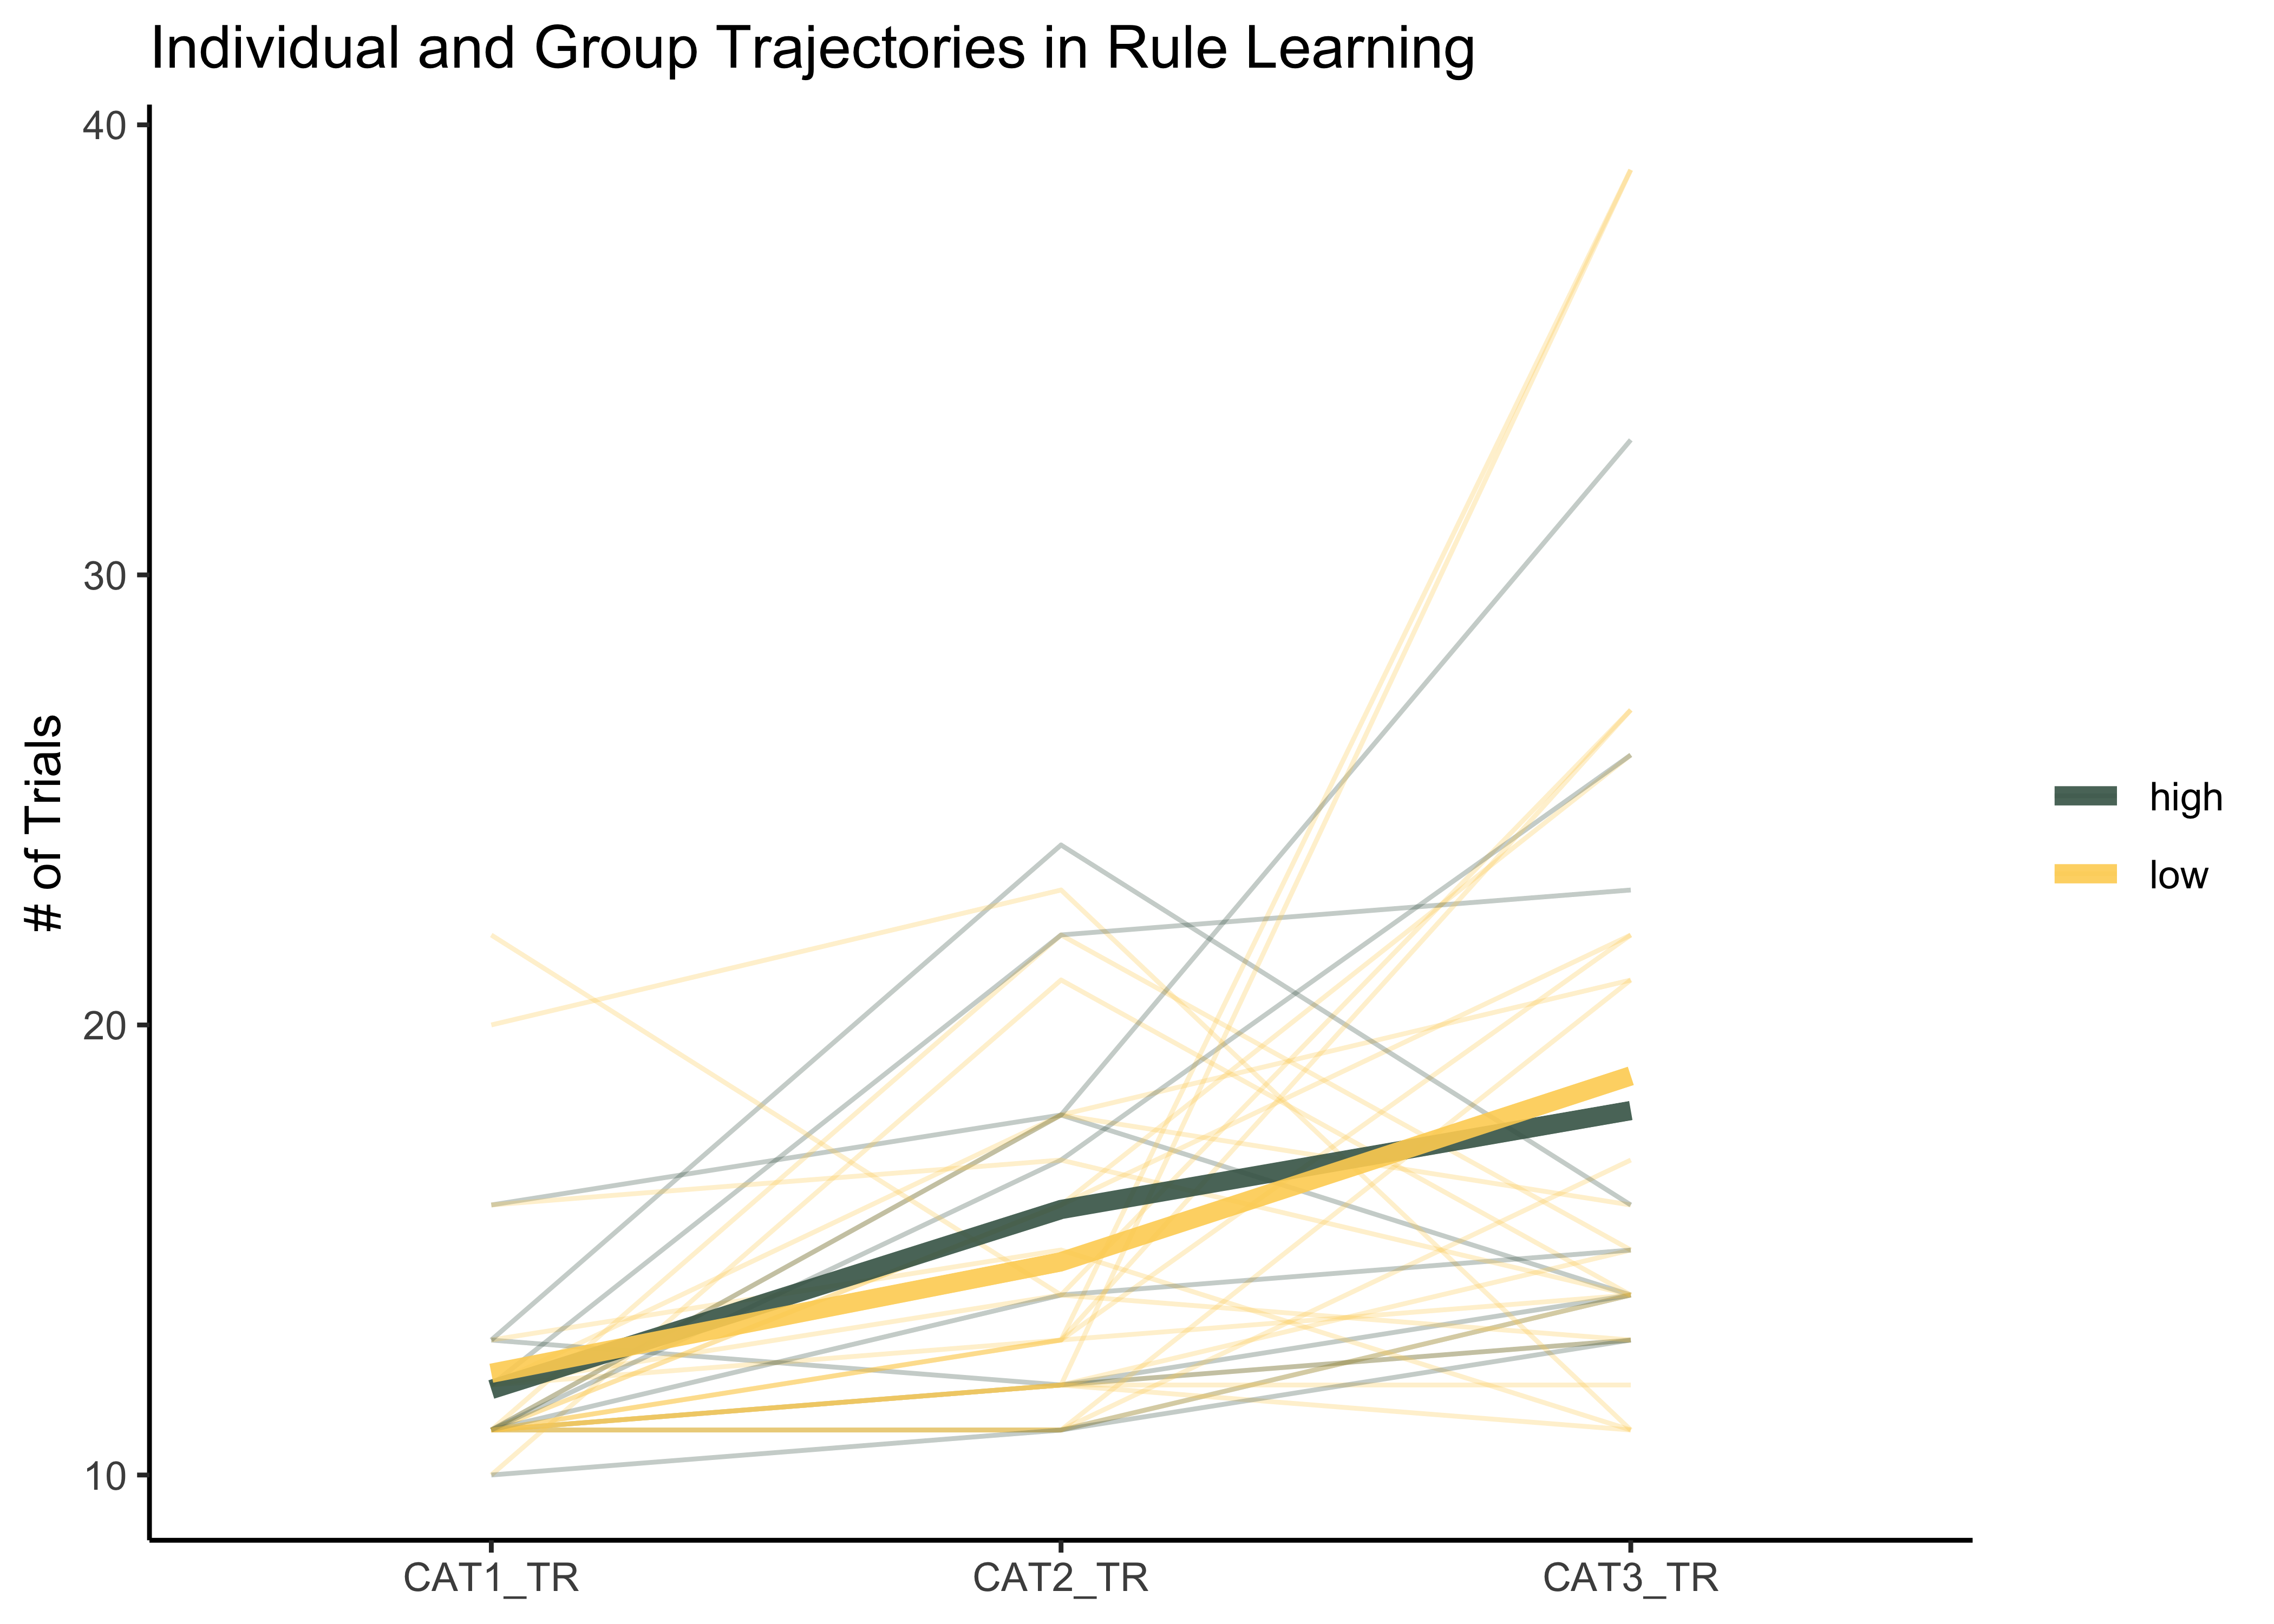 Individual and Group Trajectories in Rule Learning
40
30
20
10
# of Trials
CAT1_TR
CAT2_TR
CAT3_TR
high
low